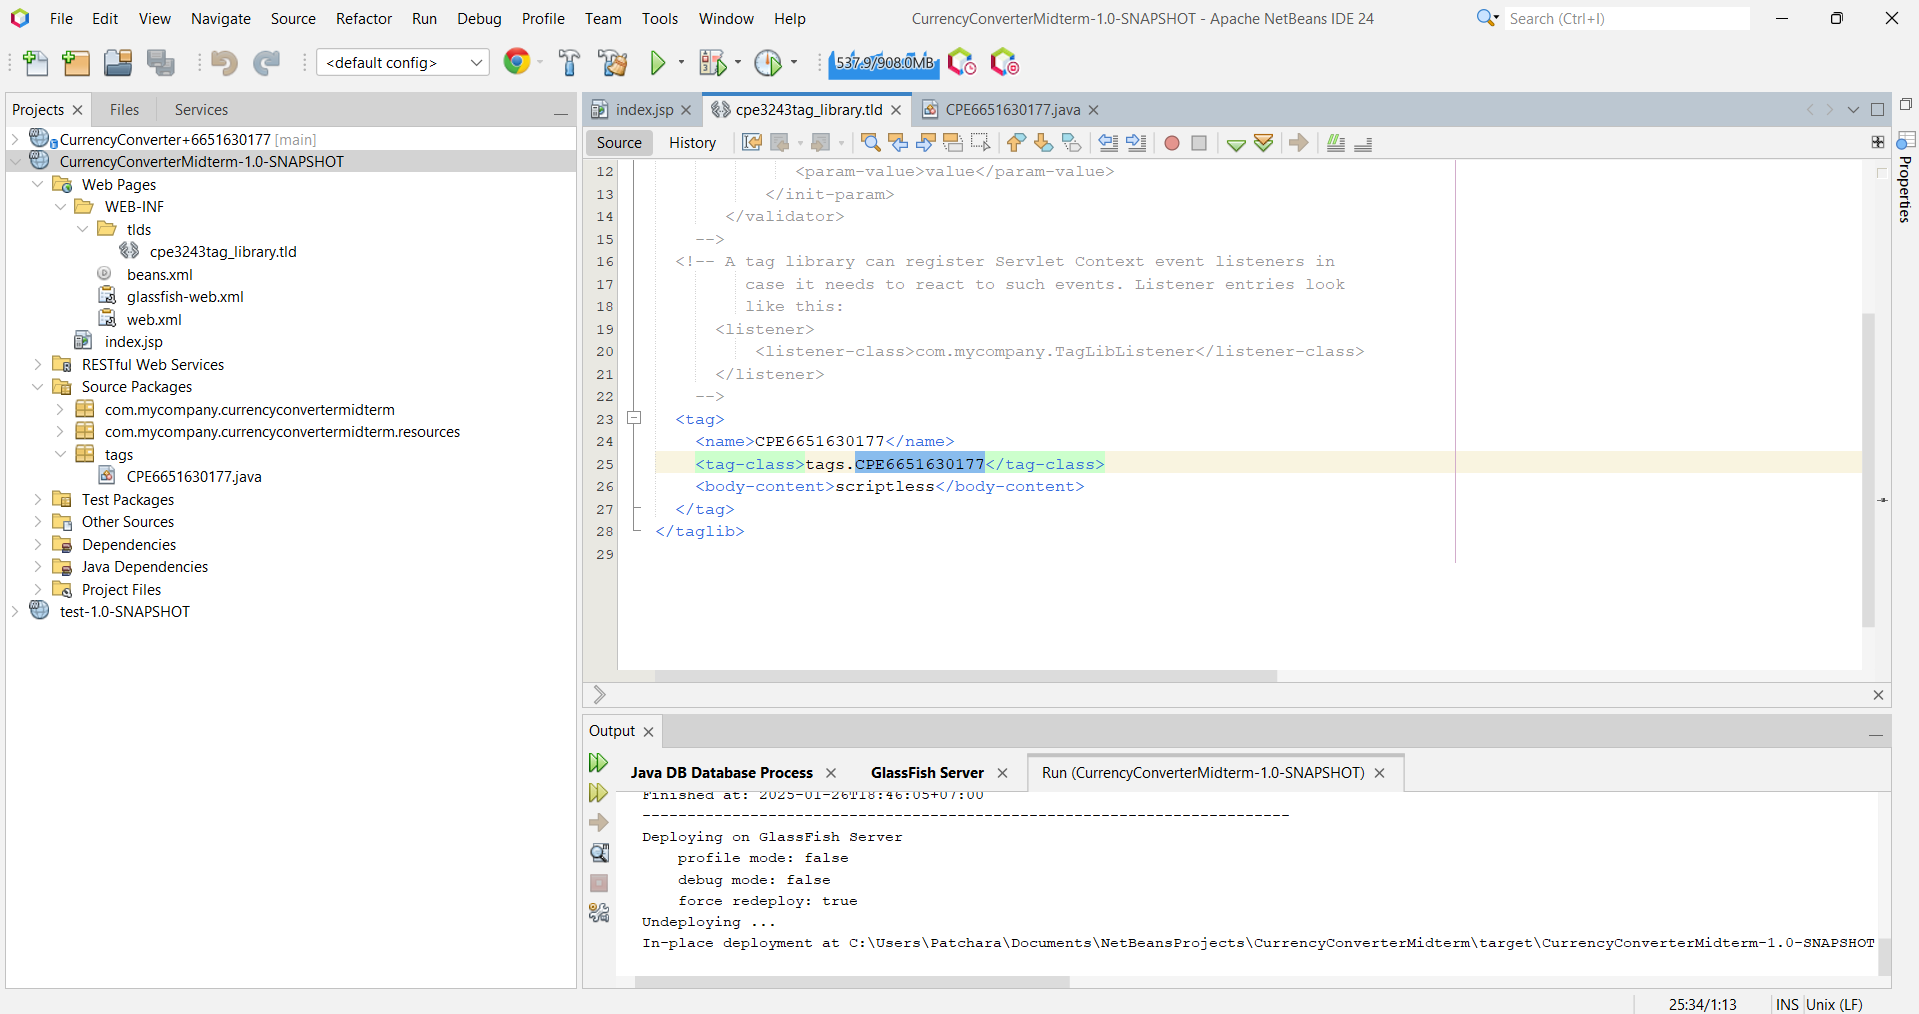 File Edit View Navigate Source Refactor Run Debug Profile Team Tools Window Help
CurrencyConverterMidterm-1.0-SNAPSHOT - Apache NetBeans IDE 24
Search (Ctrl+I)
<default config>
537.9/908.0MB
Projects
Files
Services
CurrencyConverter+6651630177 [main]
CurrencyConverterMidterm-1.0-SNAPSHOT
Web Pages
WEB-INF
tlds
cpe3243tag_library.tld
beans.xml
glassfish-web.xml
web.xml
index.jsp
RESTful Web Services
Source Packages
com.mycompany.currencyconvertermidterm
com.mycompany.currencyconvertermidterm.resources
tags
CPE6651630177.java
Test Packages
Other Sources
Dependencies
Java Dependencies
Project Files
test-1.0-SNAPSHOT
index.jsp
cpe3243tag_library.tld
CPE6651630177.java
Source
History
12 <param-value>value</param-value>
13 </init-param>
14 </validator>
15 -->
16 <!-- A tag library can register Servlet Context event listeners in
17 case it needs to react to such events. Listener entries look
18 like this:
19 <listener>
20 <listener-class>com.mycompany.TagLibListener</listener-class>
21 </listener>
22 -->
23 <tag>
24 <name>CPE6651630177</name>
25 <tag-class>tags.CPE6651630177</tag-class>
26 <body-content>scriptless</body-content>
27 </tag>
28 </taglib>
29
Properties
Output
Java DB Database Process
GlassFish Server
Run (CurrencyConverterMidterm-1.0-SNAPSHOT)
Finished at: 2025-01-26T18:46:05+07:00
------------------------------------------------------------------------
Deploying on GlassFish Server
profile mode: false
debug mode: false
force redeploy: true
Undeploying ...
In-place deployment at C:\Users\Patchara\Documents\NetBeansProjects\CurrencyConverterMidterm\target\CurrencyConverterMidterm-1.0-SNAPSHOT
25:34/1:13
INS
Unix (LF)